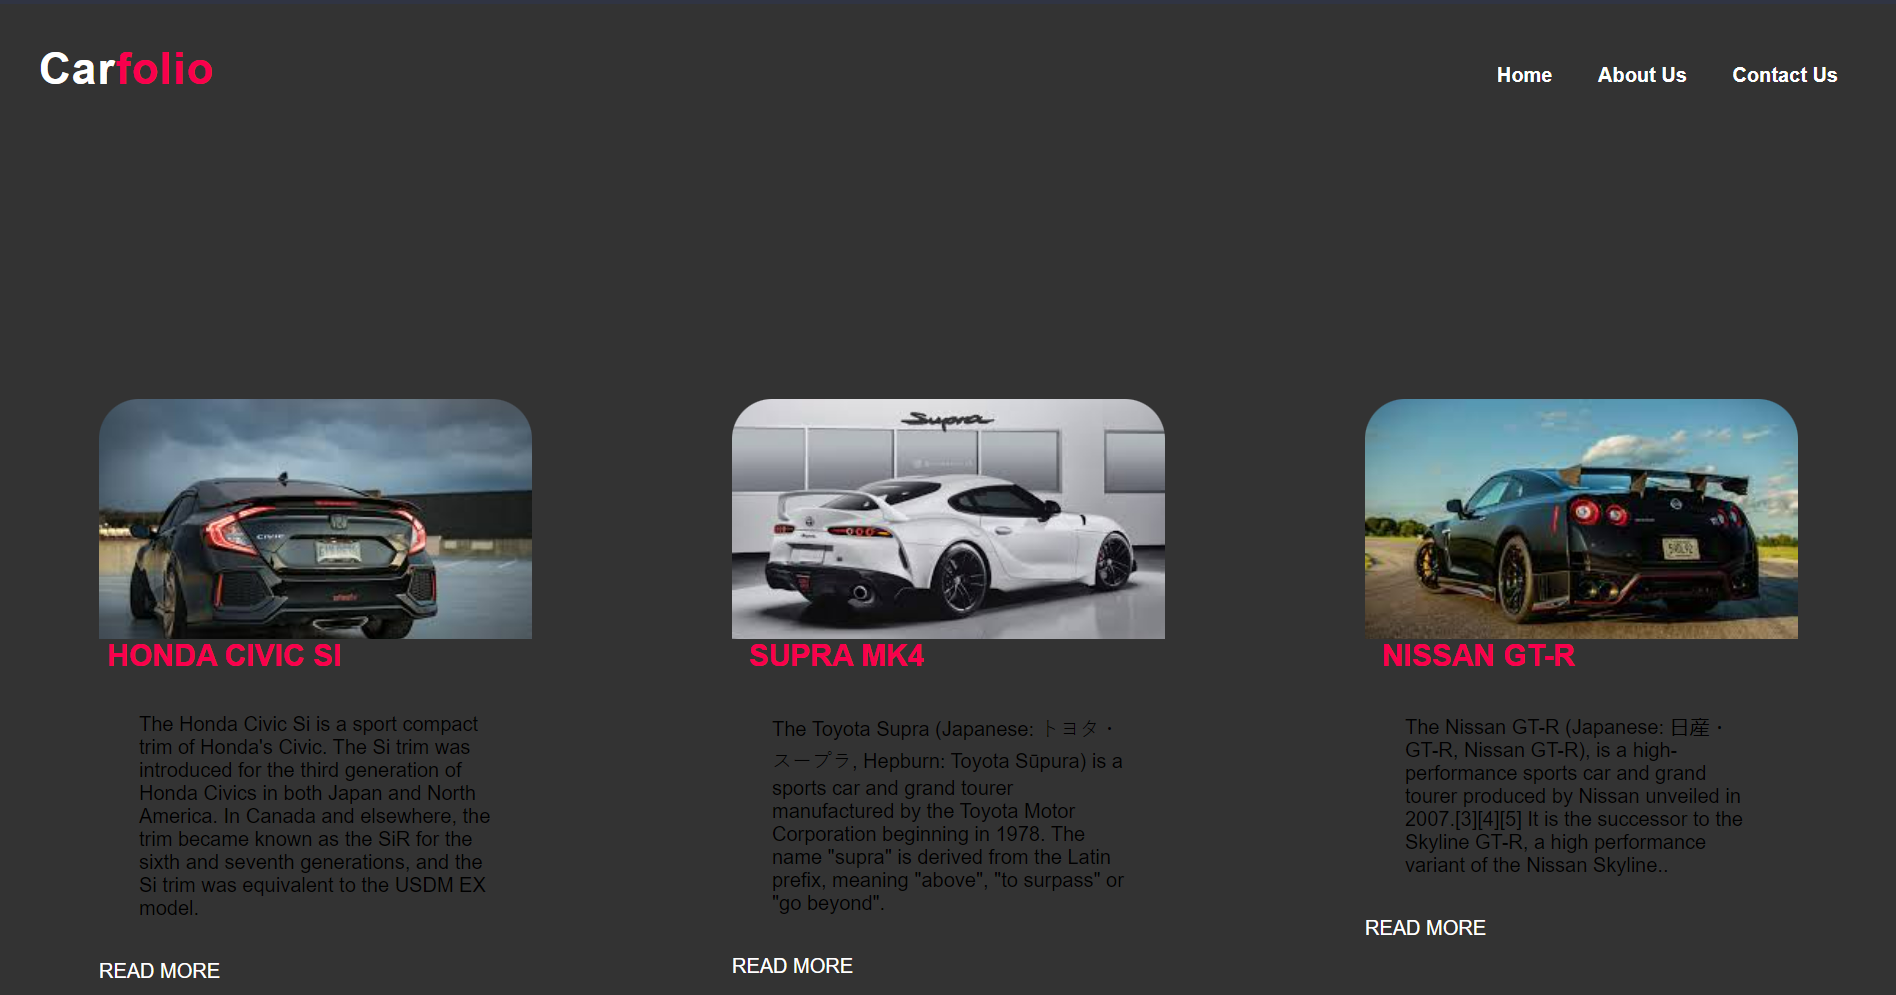 Carfolio
Home About Us Contact Us
Supra
CIVIC
HONDA CIVIC SI
SUPRA MK4
NISSAN GT-R
The Honda Civic Si is a sport compact
trim of Honda's Civic. The Si trim was
introduced for the third generation of
Honda Civics in both Japan and North
America. In Canada and elsewhere, the
trim became known as the SiR for the
sixth and seventh generations, and the
Si trim was equivalent to the USDM EX
model.
READ MORE
The Toyota Supra (Japanese: トヨタ・
スープラ, Hepburn: Toyota Sūpura) is a
sports car and grand tourer
manufactured by the Toyota Motor
Corporation beginning in 1978. The
name "supra" is derived from the Latin
prefix, meaning "above", "to surpass" or
"go beyond".
READ MORE
The Nissan GT-R (Japanese: 日産・
GT-R, Nissan GT-R), is a high-
performance sports car and grand
tourer produced by Nissan unveiled in
2007.[3][4][5] It is the successor to the
Skyline GT-R, a high performance
variant of the Nissan Skyline..
READ MORE